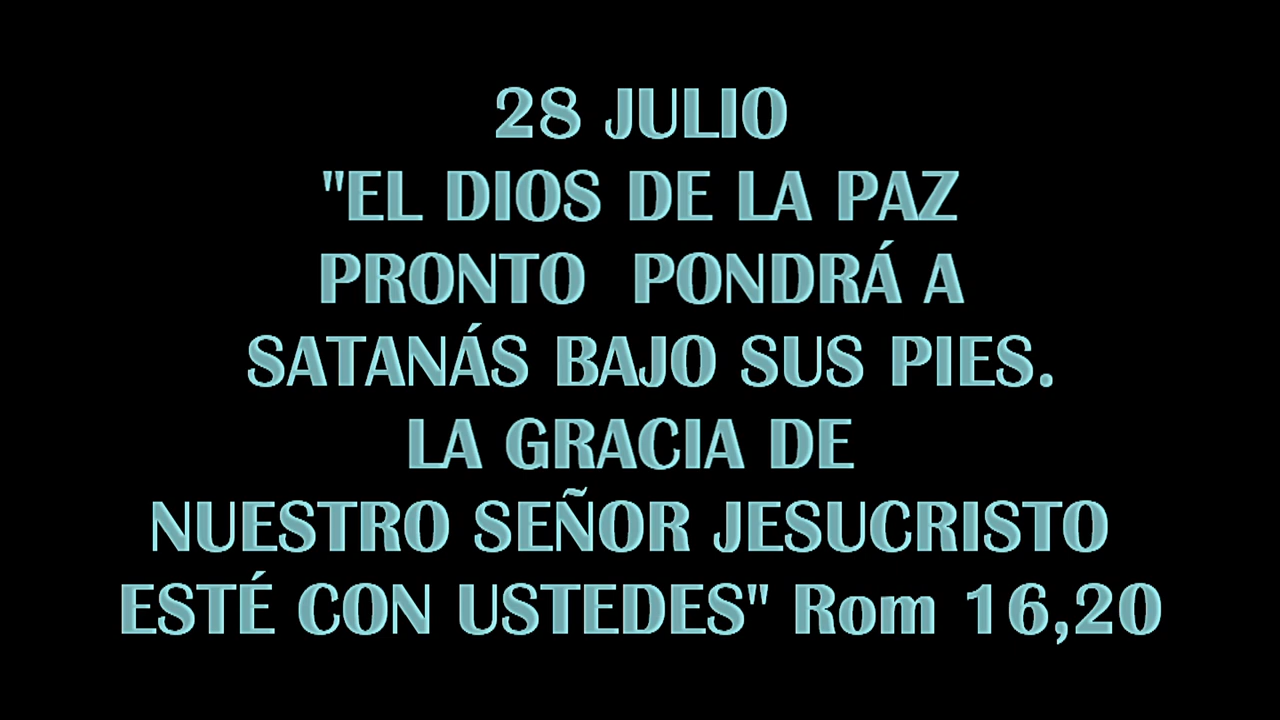 28 JULIO
"EL DIOS DE LA PAZ
PRONTO  PONDRÁ A
SATANÁS BAJO SUS PIES.
LA GRACIA DE
NUESTRO SEÑOR JESUCRISTO
ESTÉ CON USTEDES" Rom 16,20